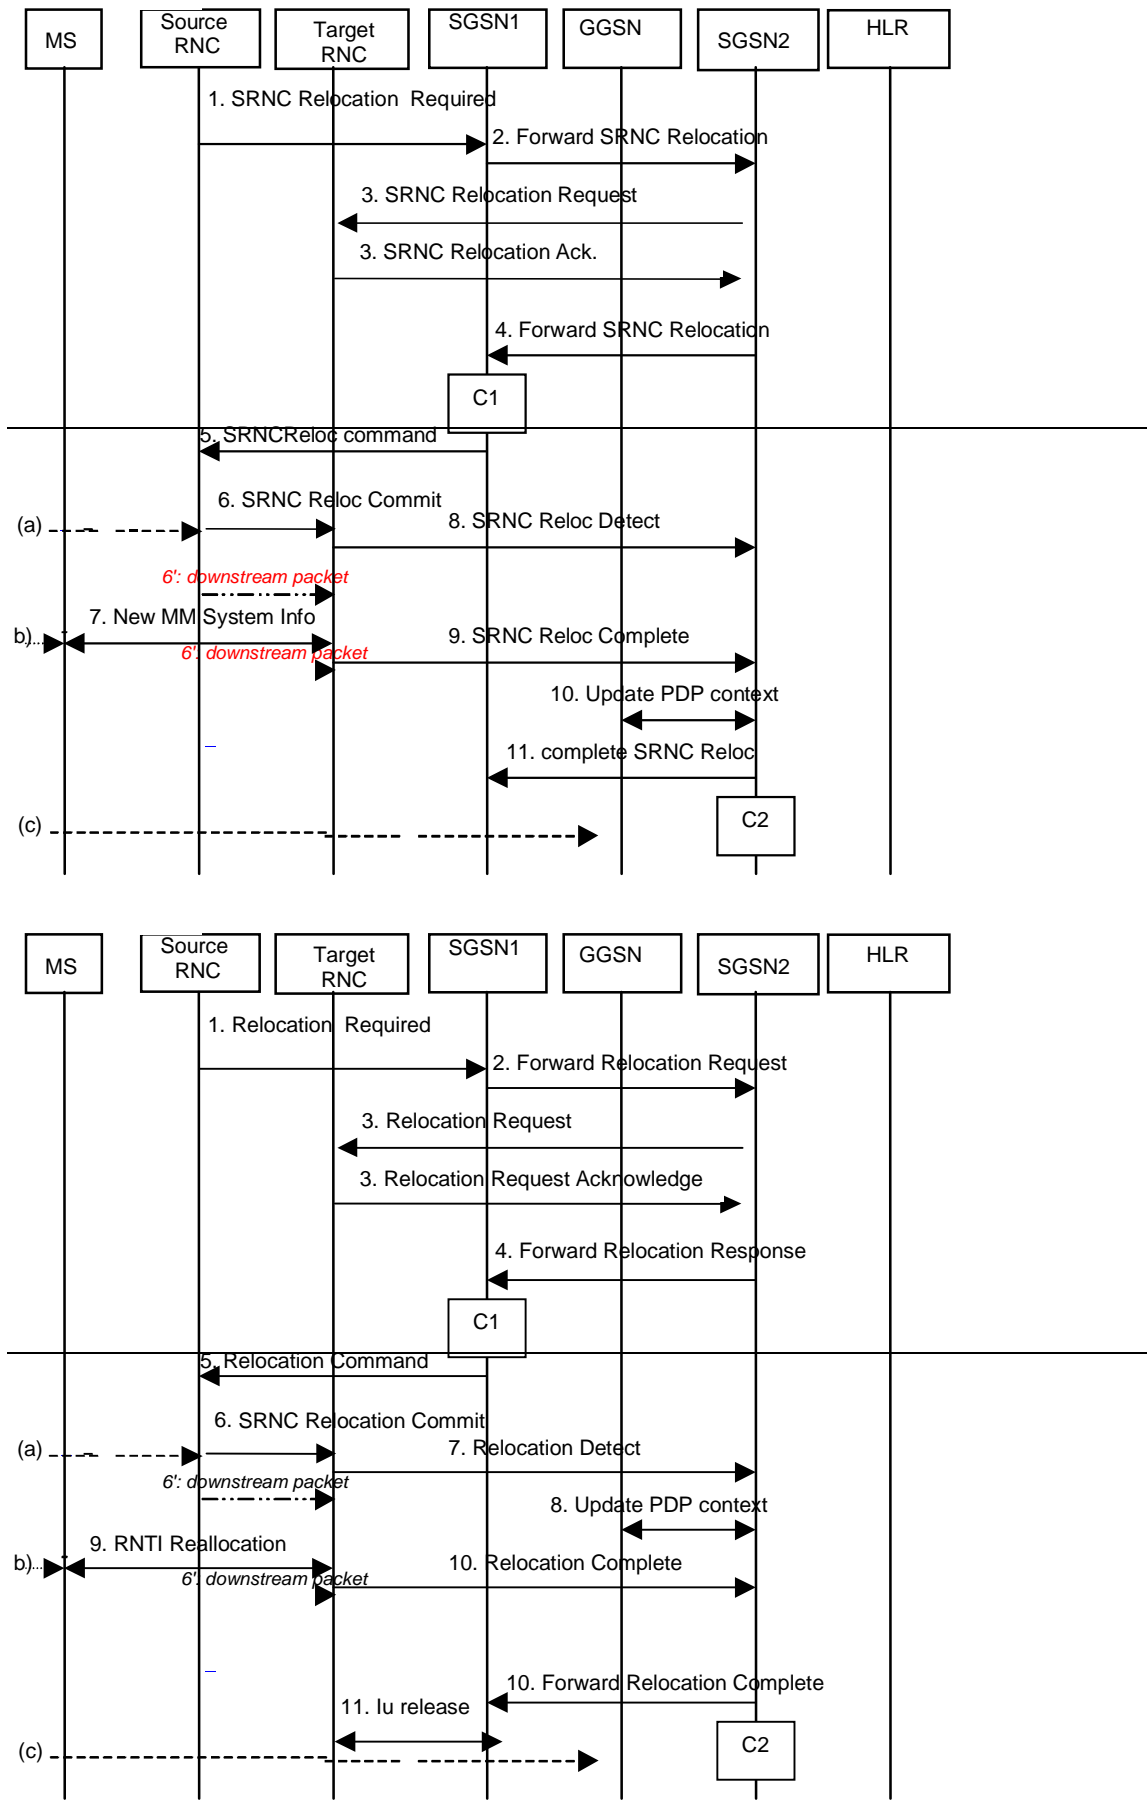 MS
Source
RNC
Target
RNC
SGSN1
GGSN
SGSN2
HLR
1. SRNC Relocation  Required
2. Forward SRNC Relocation
3. SRNC Relocation Request
3. SRNC Relocation Ack.
4. Forward SRNC Relocation
C1
5. SRNCReloc command
6. SRNC Reloc Commit
(a)
8. SRNC Reloc Detect
6': downstream packet
7. New MM System Info
b)
9. SRNC Reloc Complete
6': downstream packet
10. Update PDP context
11. complete SRNC Reloc
C2
(c)
MS
Source
RNC
Target
RNC
SGSN1
GGSN
SGSN2
HLR
1. Relocation  Required
2. Forward Relocation Request
3. Relocation Request
3. Relocation Request Acknowledge
4. Forward Relocation Response
C1
5. Relocation Command
6. SRNC Relocation Commit
(a)
7. Relocation Detect
6': downstream packet
8. Update PDP context
9. RNTI Reallocation
b)
10. Relocation Complete
6': downstream packet
10. Forward Relocation Complete
11. Iu release
C2
(c)